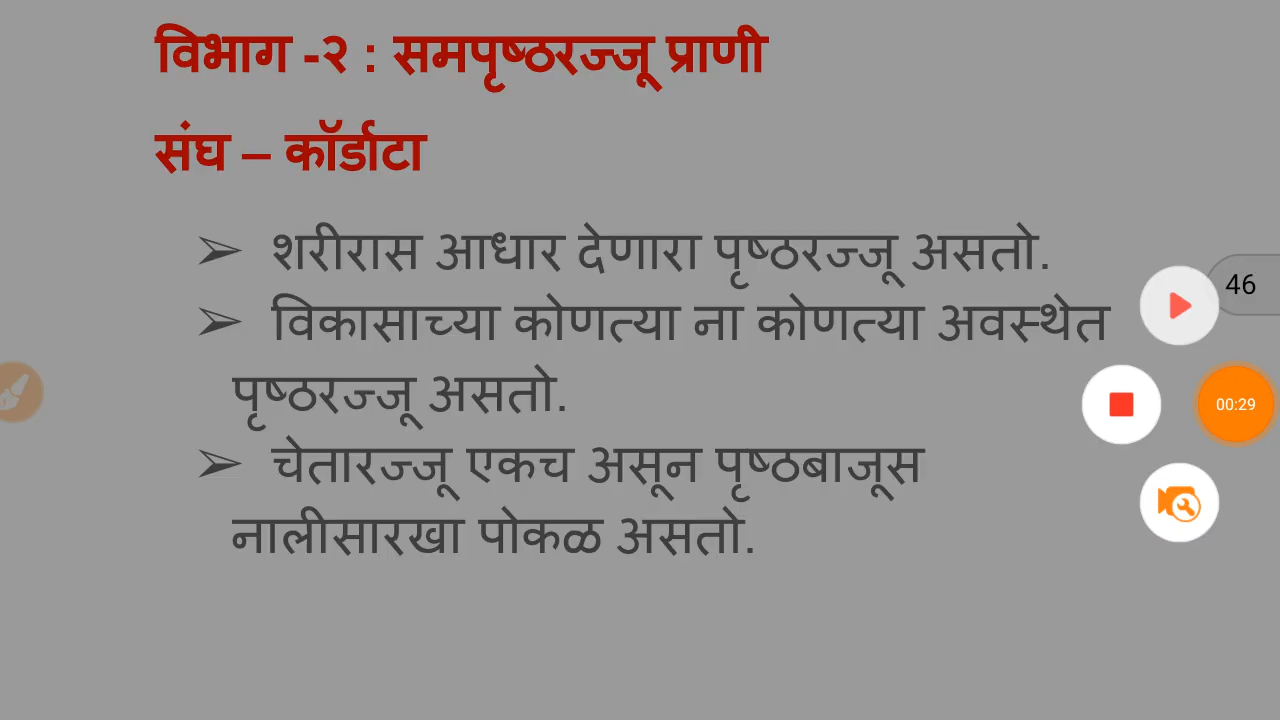 विभाग -२ : समपृष्ठरज्जू प्राणी
संघ – कॉर्डाटा
➢ शरीरास आधार देणारा पृष्ठरज्जू असतो.
➢ विकासाच्या कोणत्या ना कोणत्या अवस्थेत
पृष्ठरज्जू असतो.
➢ चेतारज्जू एकच असून पृष्ठबाजूस
नालीसारखा पोकळ असतो.
46
00:29